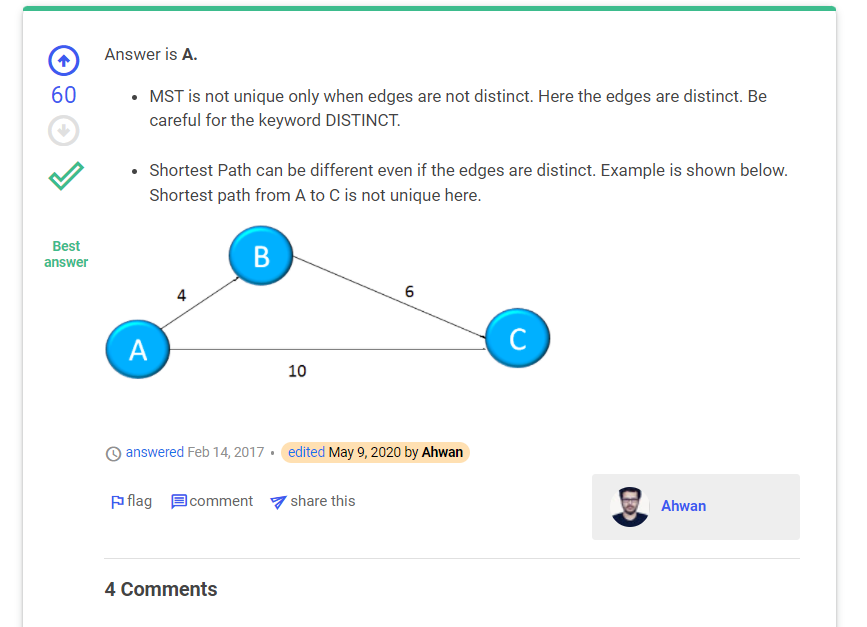 Answer is A.
60
MST is not unique only when edges are not distinct. Here the edges are distinct. Be
careful for the keyword DISTINCT.
Shortest Path can be different even if the edges are distinct. Example is shown below.
Shortest path from A to C is not unique here.
Best
answer
B
4
6
A
C
10
answered Feb 14, 2017 • edited May 9, 2020 by Ahwan
flag comment share this
Ahwan
4 Comments